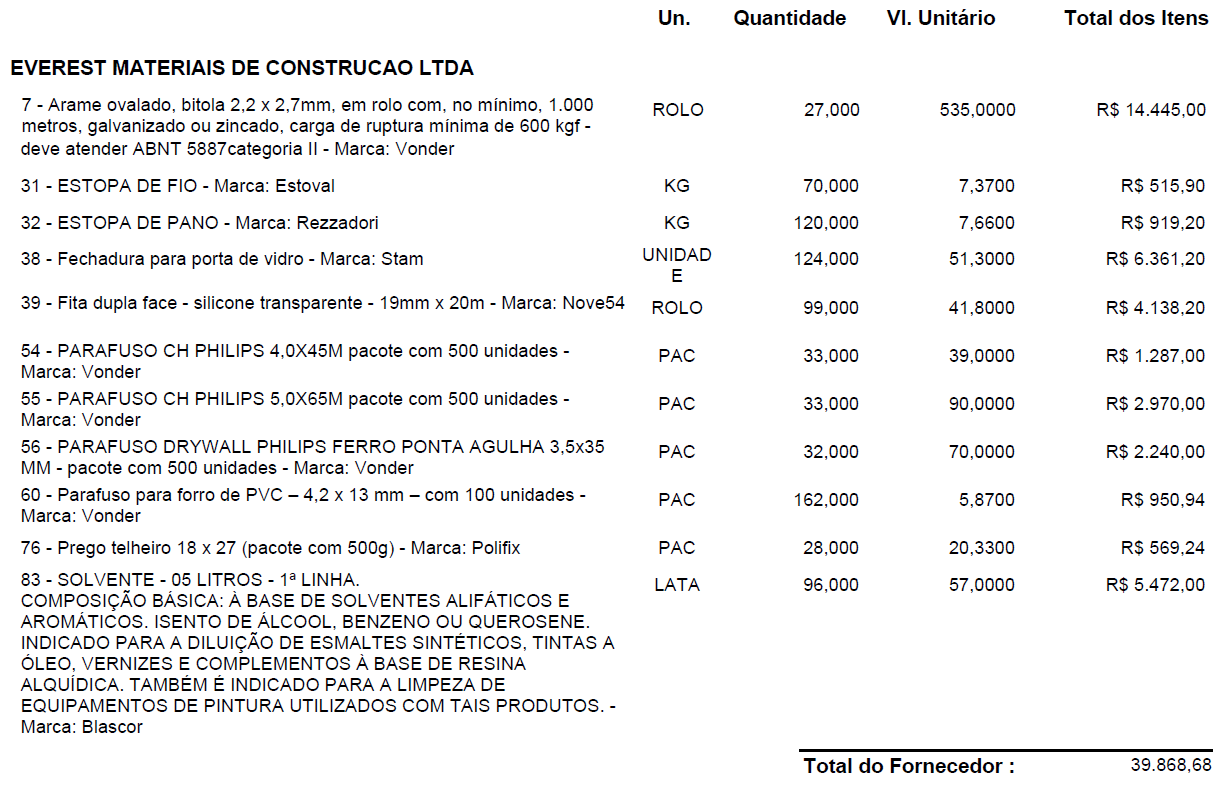 Un. Quantidade Vl. Unitário Total dos Itens
EVEREST MATERIAIS DE CONSTRUCAO LTDA
7 - Arame ovalado, bitola 2,2 x 2,7mm, em rolo com, no mínimo, 1.000
metros, galvanizado ou zincado, carga de ruptura mínima de 600 kgf -
deve atender ABNT 5887categoria II - Marca: Vonder
ROLO 27,000 535,0000 R$ 14.445,00
31 - ESTOPA DE FIO - Marca: Estoval KG 70,000 7,3700 R$ 515,90
32 - ESTOPA DE PANO - Marca: Rezzadori KG 120,000 7,6600 R$ 919,20
38 - Fechadura para porta de vidro - Marca: Stam UNIDAD 124,000 51,3000 R$ 6.361,20
E
39 - Fita dupla face - silicone transparente - 19mm x 20m - Marca: Nove54 ROLO 99,000 41,8000 R$ 4.138,20
54 - PARAFUSO CH PHILIPS 4,0X45M pacote com 500 unidades -
Marca: Vonder
PAC 33,000 39,0000 R$ 1.287,00
55 - PARAFUSO CH PHILIPS 5,0X65M pacote com 500 unidades -
Marca: Vonder
PAC 33,000 90,0000 R$ 2.970,00
56 - PARAFUSO DRYWALL PHILIPS FERRO PONTA AGULHA 3,5x35
MM - pacote com 500 unidades - Marca: Vonder
PAC 32,000 70,0000 R$ 2.240,00
60 - Parafuso para forro de PVC – 4,2 x 13 mm – com 100 unidades -
Marca: Vonder
PAC 162,000 5,8700 R$ 950,94
76 - Prego telheiro 18 x 27 (pacote com 500g) - Marca: Polifix PAC 28,000 20,3300 R$ 569,24
83 - SOLVENTE - 05 LITROS - 1ª LINHA. LATA 96,000 57,0000 R$ 5.472,00
COMPOSIÇÃO BÁSICA: À BASE DE SOLVENTES ALIFÁTICOS E
AROMÁTICOS. ISENTO DE ÁLCOOL, BENZENO OU QUEROSENE.
INDICADO PARA A DILUIÇÃO DE ESMALTES SINTÉTICOS, TINTAS A
ÓLEO, VERNIZES E COMPLEMENTOS À BASE DE RESINA
ALQUÍDICA. TAMBÉM É INDICADO PARA A LIMPEZA DE
EQUIPAMENTOS DE PINTURA UTILIZADOS COM TAIS PRODUTOS. -
Marca: Blascor
Total do Fornecedor : 39.868,68